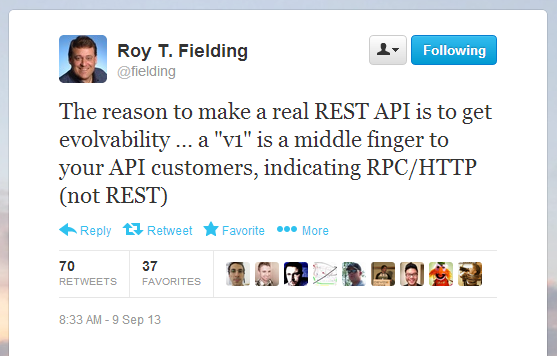 Roy T. Fielding
@fielding
Following
The reason to make a real REST API is to get
evolvability ... a "v1" is a middle finger to
your API customers, indicating RPC/HTTP
(not REST)
Reply Retweet Favorite More
70 37
RETWEETS FAVORITES
8:33 AM - 9 Sep 13